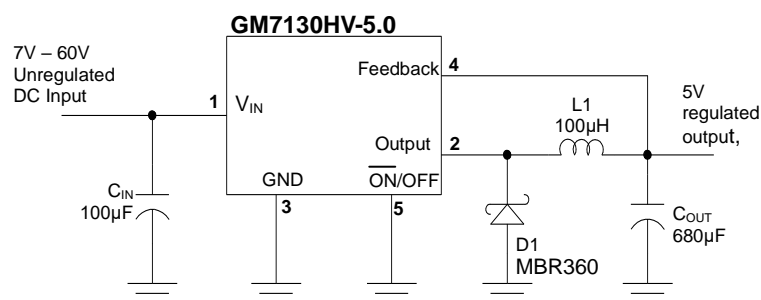 GM7130HV-5.0
7V – 60V
Unregulated
DC Input
Feedback
4
1
VIN
L1
100µH
5V
regulated
output,
Output
2
GND
ON/OFF
CIN
100µF
3
5
D1
MBR360
COUT
680µF